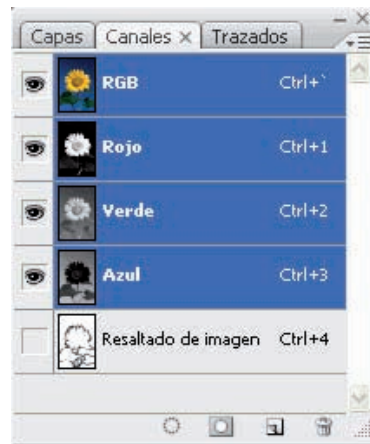 Capas Canales × Trazados
RGB Ctrl+`
Rojo Ctrl+1
Verde Ctrl+2
Azul Ctrl+3
Resaltado de imagen Ctrl+4